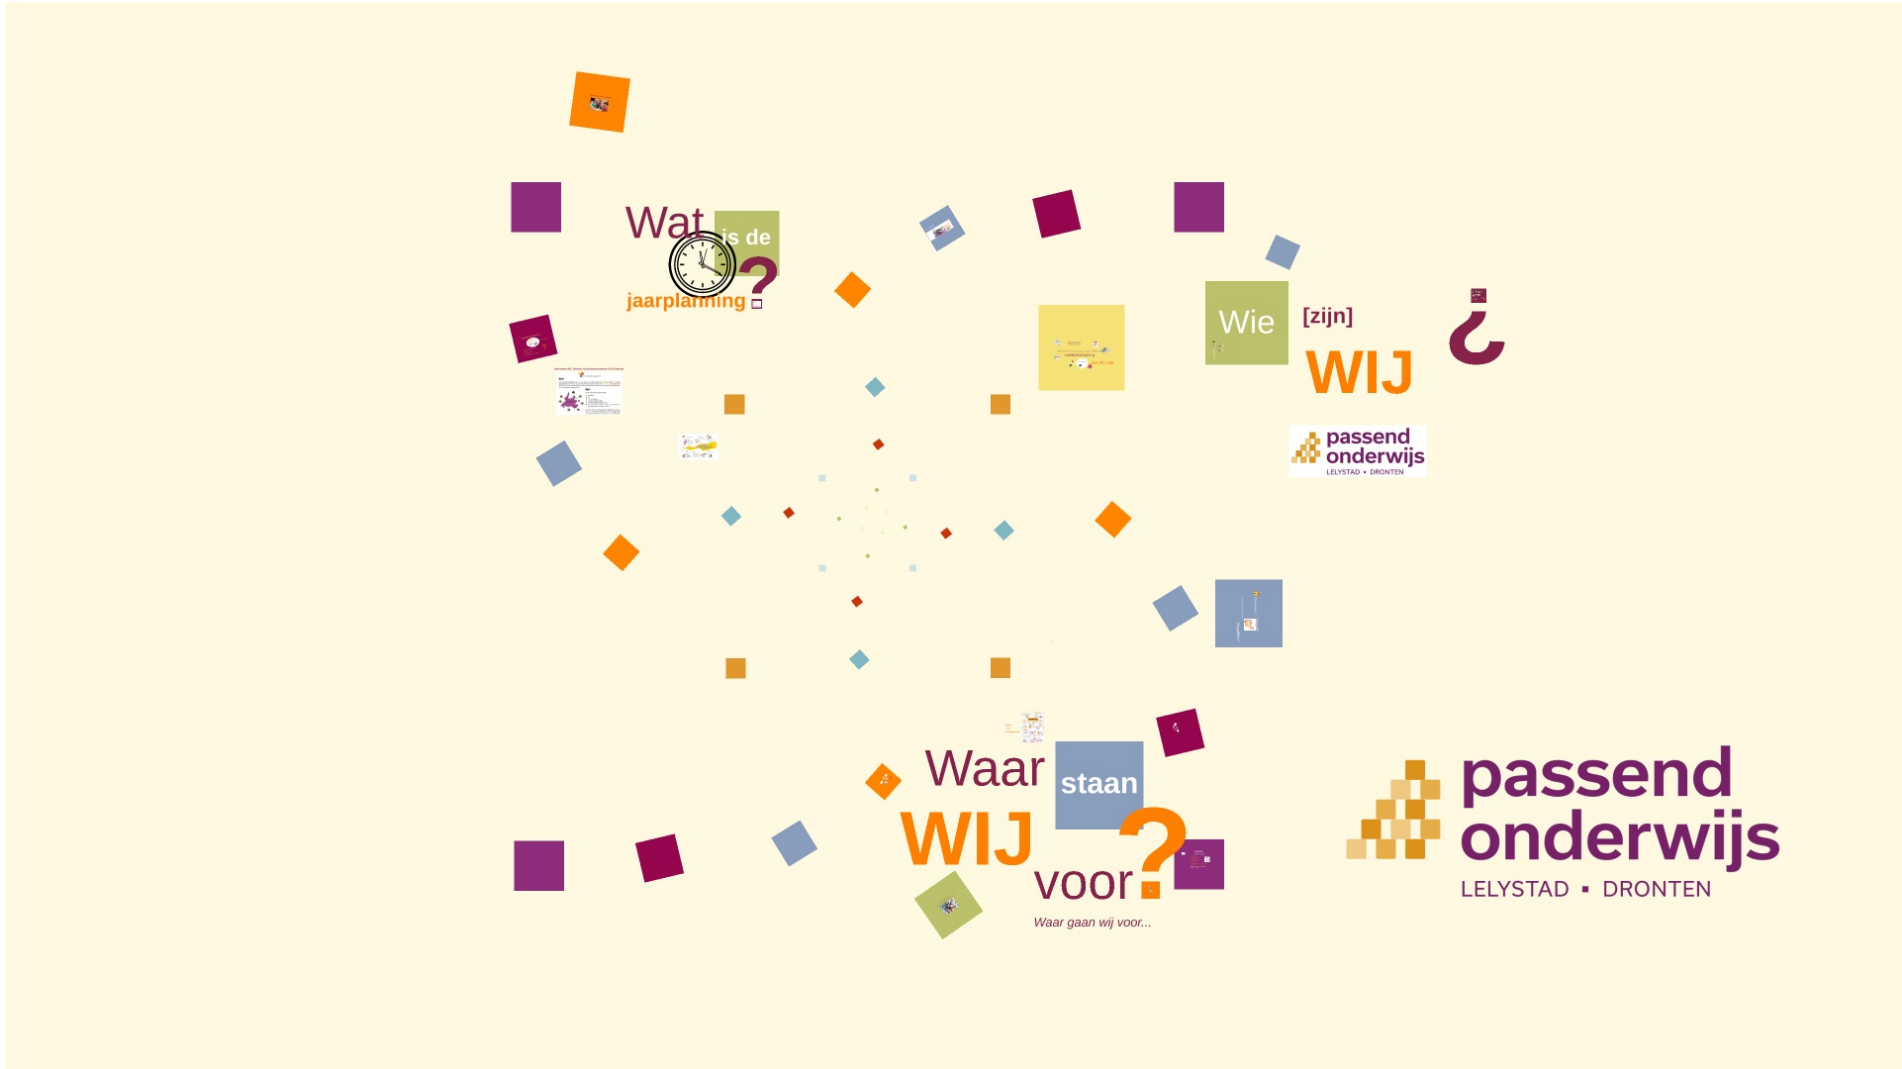 Wat
is de
jaarplanning ?
Wie
[zijn]
WIJ
¿
passend
onderwijs
LELYSTAD ▪ DRONTEN
Waar
staan
WIJ
voor?
Waar gaan wij voor...
passend
onderwijs
LELYSTAD ▪ DRONTEN